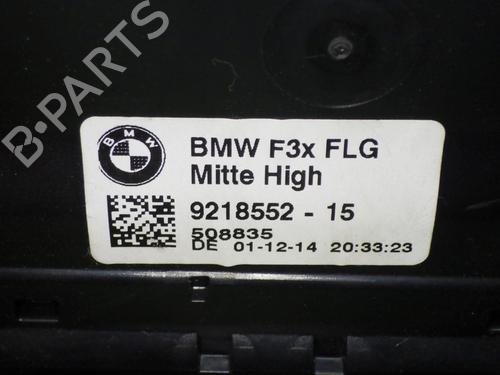 B-PARTS
BMW
BMW F3x FLG
Mitte High
9218552 - 15
508835
DE 01-12-14 20:33:23